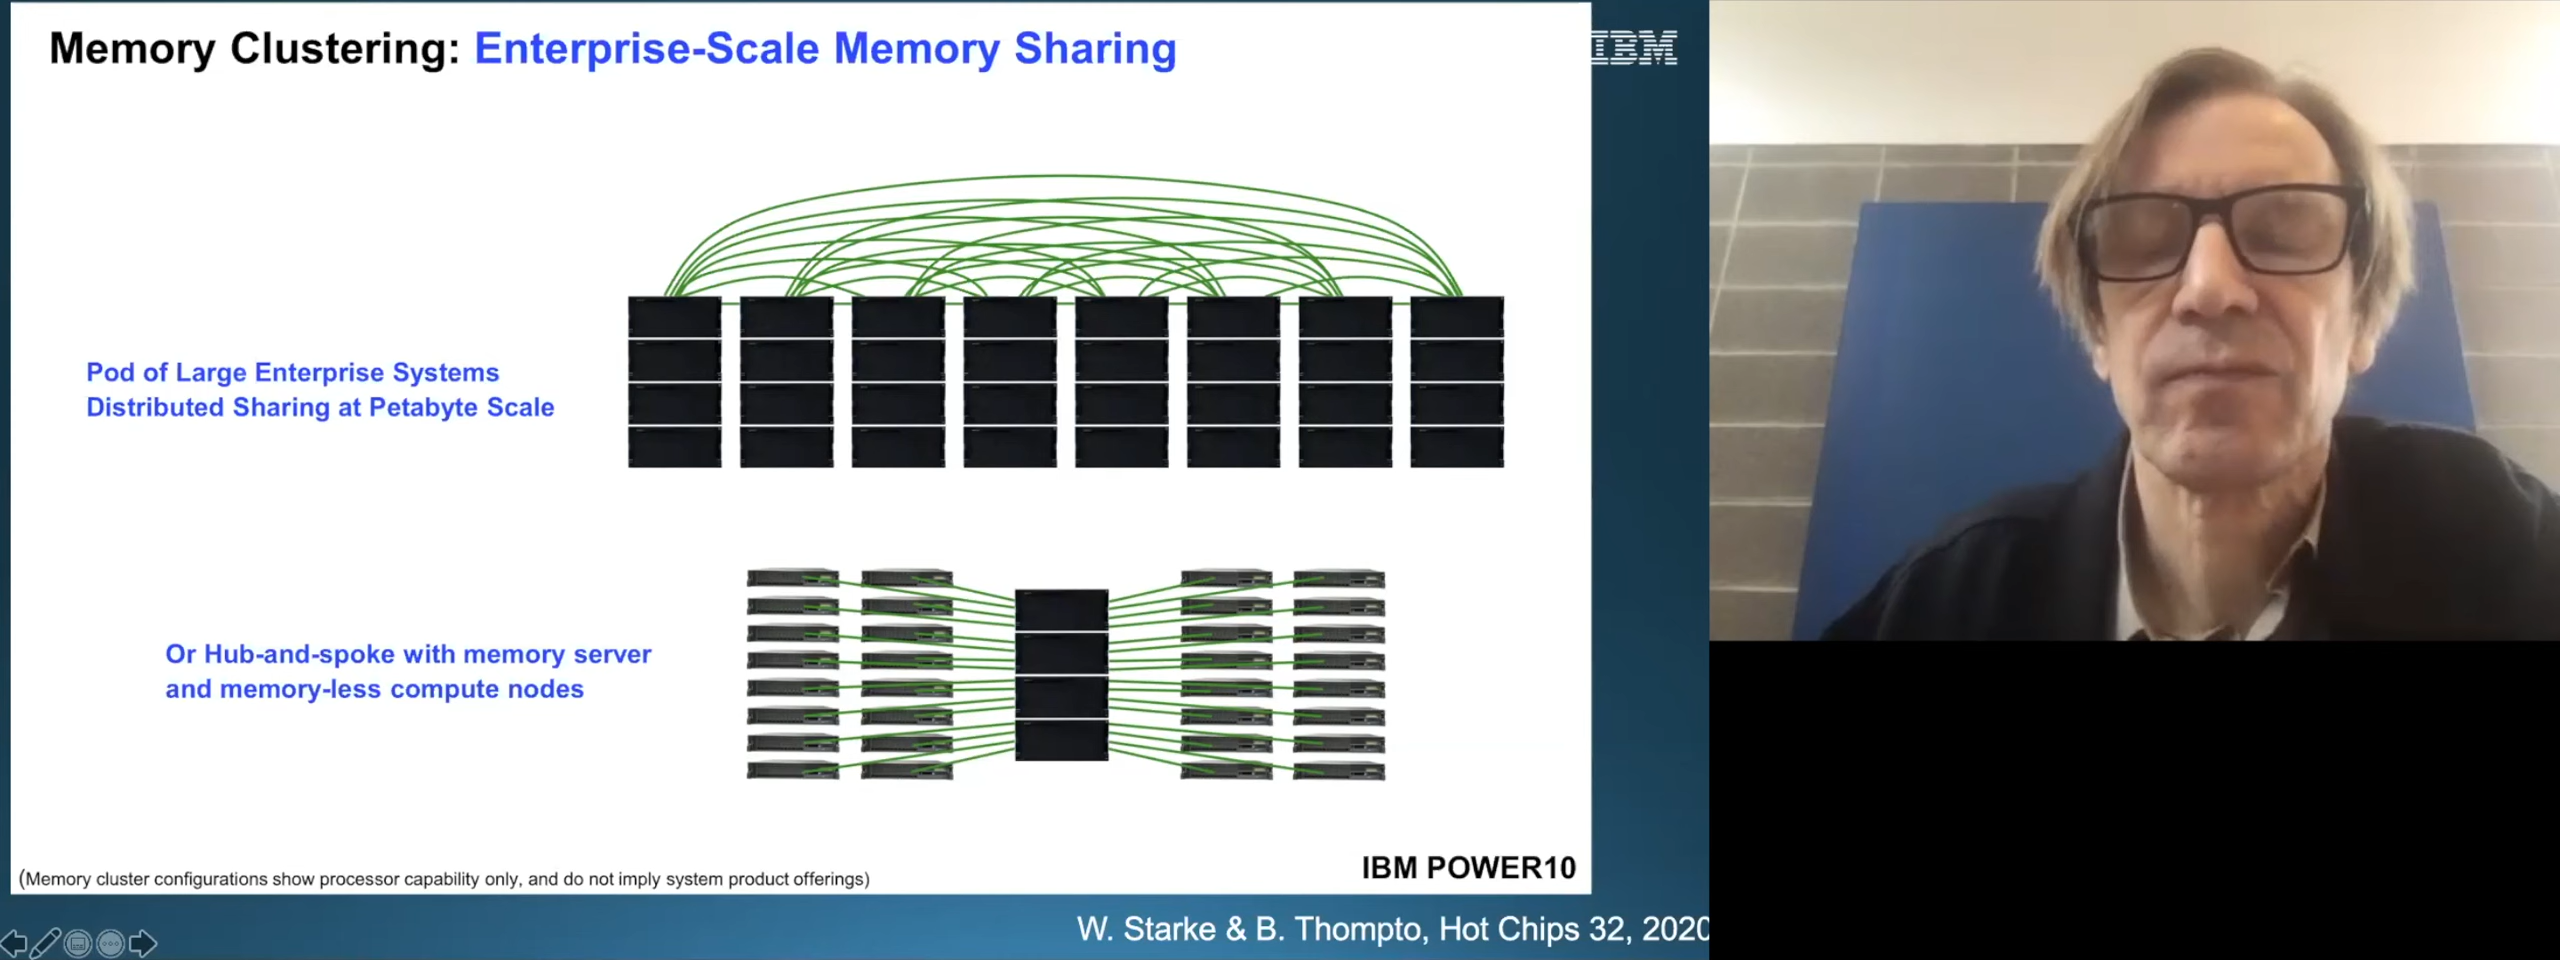 Memory Clustering: Enterprise-Scale Memory Sharing
IBM
Pod of Large Enterprise Systems
Distributed Sharing at Petabyte Scale
Or Hub-and-spoke with memory server
and memory-less compute nodes
IBM POWER10
(Memory cluster configurations show processor capability only, and do not imply system product offerings)
W. Starke & B. Thompto, Hot Chips 32, 2020